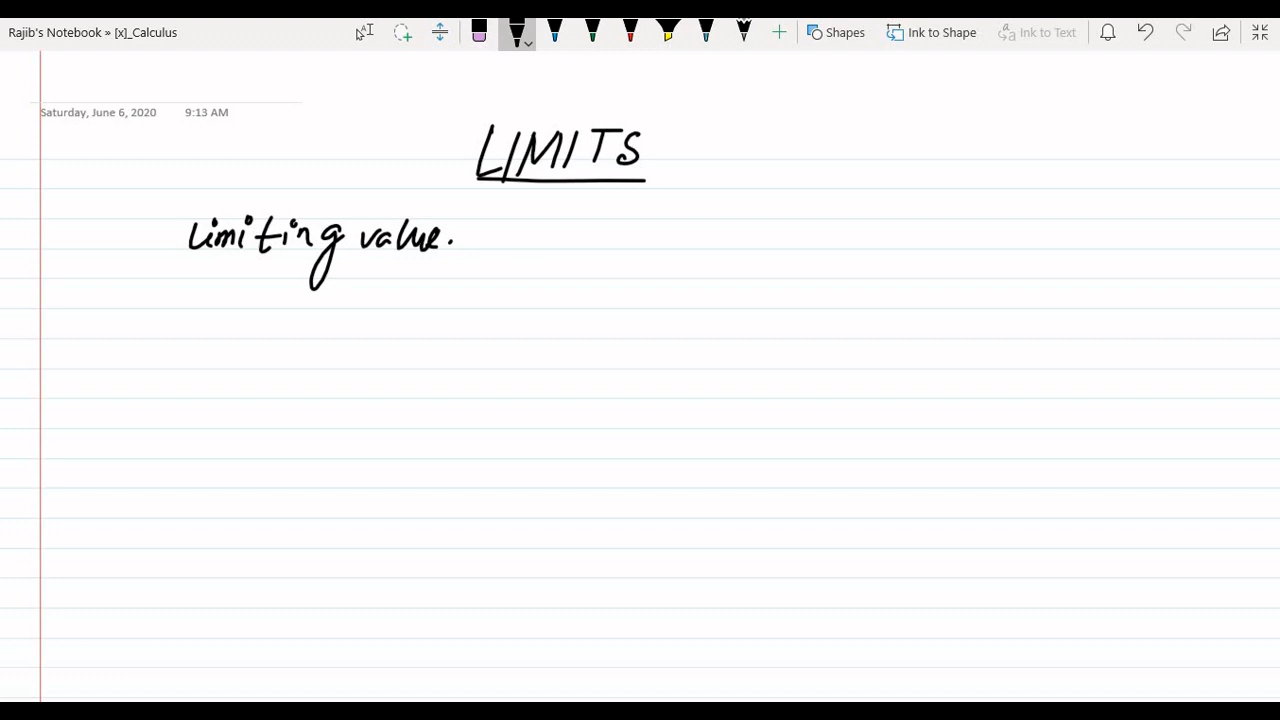 Rajib's Notebook • [x]_Calculus
Shapes
Ink to Shape
Ink to Text
Saturday, June 6, 2020 9:13 AM
LIMITS
Limiting value.